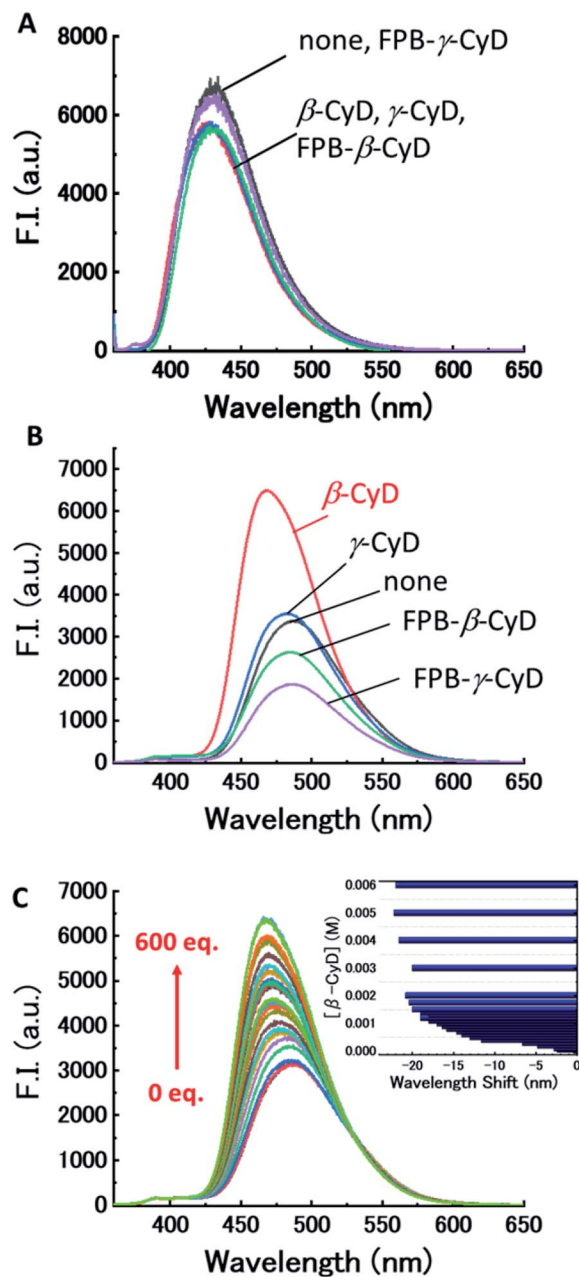 A
8000
6000
4000
2000
0
F.I. (a.u.)
none, FPB-γ-CyD
β-CyD, γ-CyD,
FPB-β-CyD
400 450 500 550 600 650
Wavelength (nm)
B
7000
6000
5000
4000
3000
2000
1000
0
F.I. (a.u.)
β-CyD
γ-CyD
none
FPB-β-CyD
FPB-γ-CyD
400 450 500 550 600 650
Wavelength (nm)
C
7000
6000
5000
4000
3000
2000
1000
0
F.I. (a.u.)
600 eq.
0 eq.
0.006
0.005
0.004
0.003
0.002
0.001
0.000
[β-CyD] (M)
-20 -15 -10 -5 0
Wavelength Shift (nm)
400 450 500 550 600 650
Wavelength (nm)